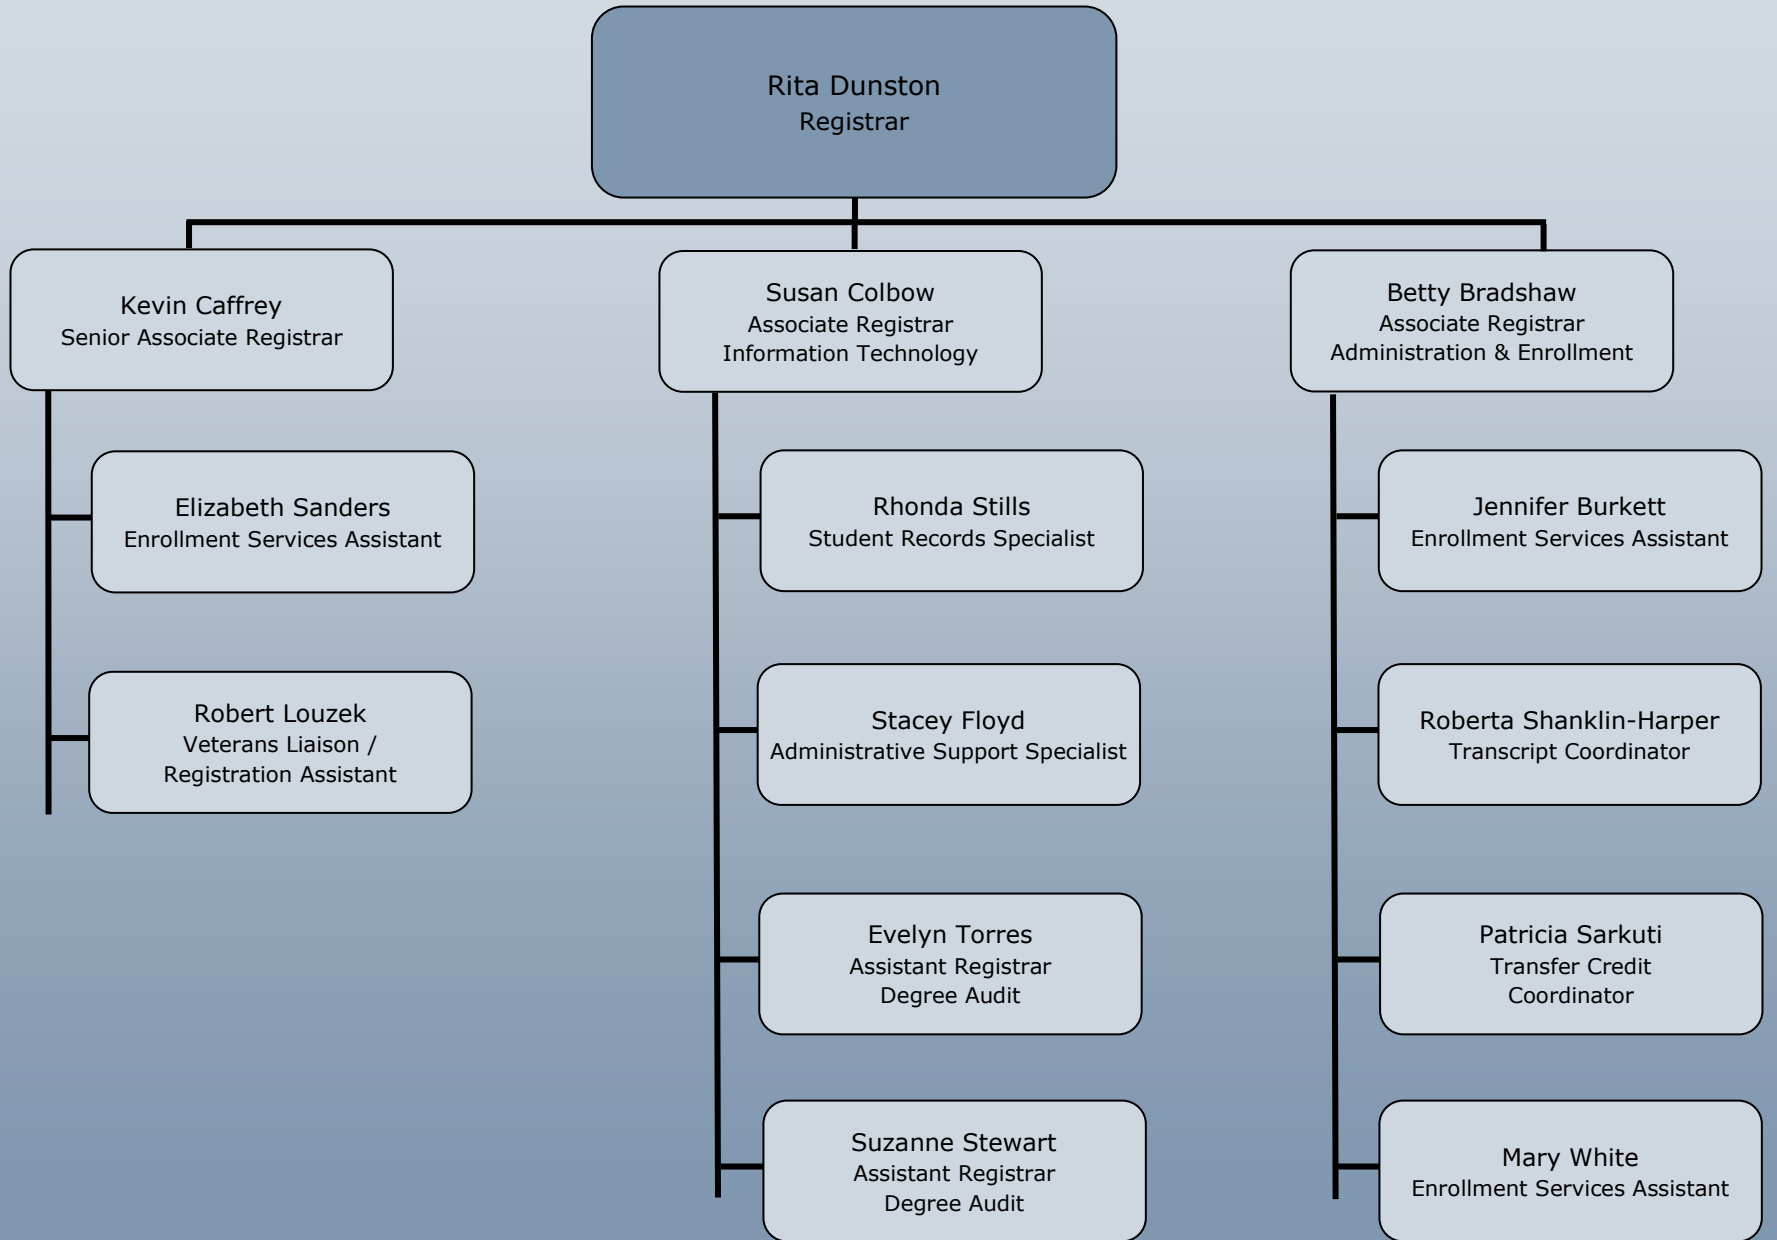 Rita Dunston
Registrar
Kevin Caffrey
Senior Associate Registrar
Elizabeth Sanders
Enrollment Services Assistant
Robert Louzek
Veterans Liaison /
Registration Assistant
Susan Colbow
Associate Registrar
Information Technology
Rhonda Stills
Student Records Specialist
Stacey Floyd
Administrative Support Specialist
Evelyn Torres
Assistant Registrar
Degree Audit
Suzanne Stewart
Assistant Registrar
Degree Audit
Betty Bradshaw
Associate Registrar
Administration & Enrollment
Jennifer Burkett
Enrollment Services Assistant
Roberta Shanklin-Harper
Transcript Coordinator
Patricia Sarkuti
Transfer Credit
Coordinator
Mary White
Enrollment Services Assistant